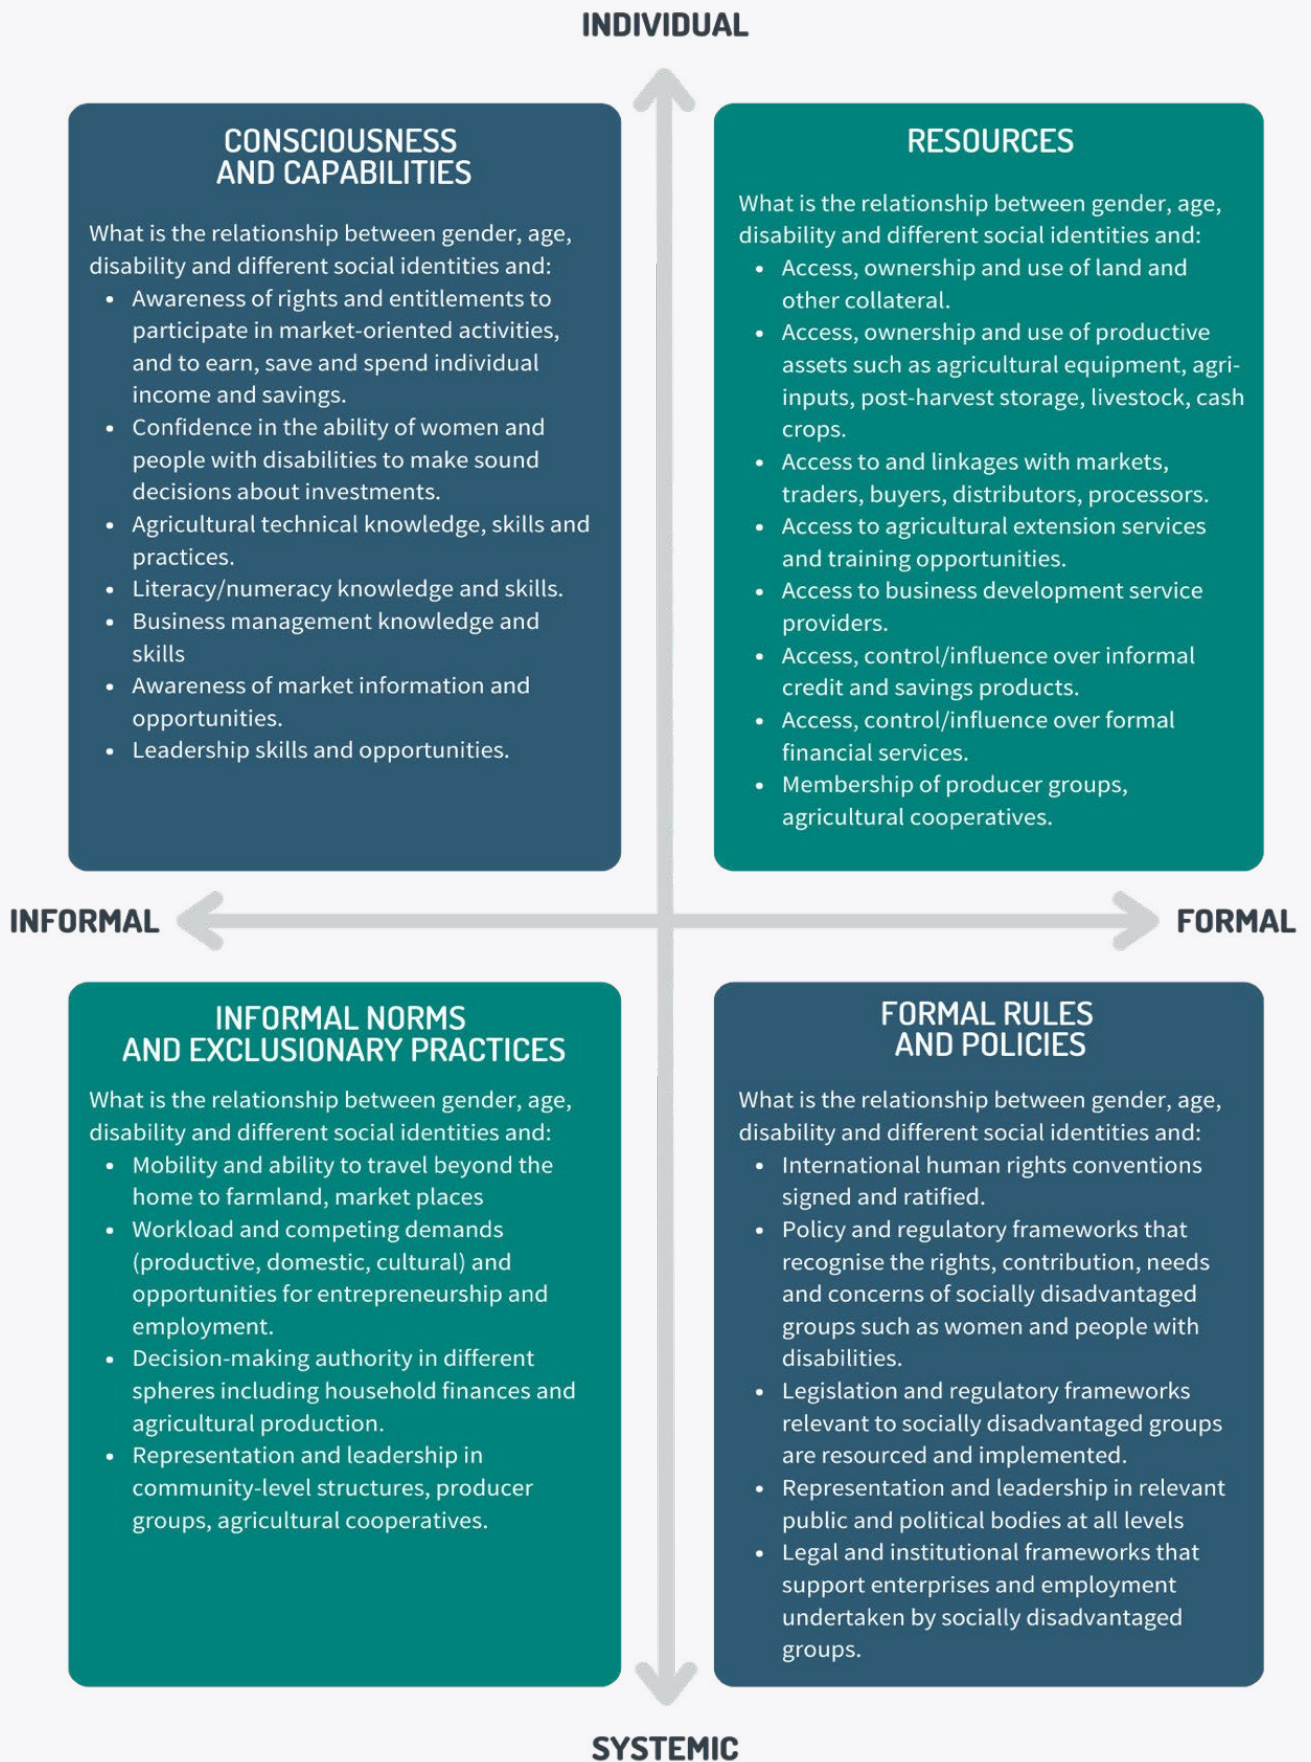 INDIVIDUAL
CONSCIOUSNESS
AND CAPABILITIES
What is the relationship between gender, age,
disability and different social identities and:
• Awareness of rights and entitlements to
participate in market-oriented activities,
and to earn, save and spend individual
income and savings.
• Confidence in the ability of women and
people with disabilities to make sound
decisions about investments.
• Agricultural technical knowledge, skills and
practices.
• Literacy/numeracy knowledge and skills.
• Business management knowledge and
skills
• Awareness of market information and
opportunities.
• Leadership skills and opportunities.
RESOURCES
What is the relationship between gender, age,
disability and different social identities and:
• Access, ownership and use of land and
other collateral.
• Access, ownership and use of productive
assets such as agricultural equipment, agri-
inputs, post-harvest storage, livestock, cash
crops.
• Access to and linkages with markets,
traders, buyers, distributors, processors.
• Access to agricultural extension services
and training opportunities.
• Access to business development service
providers.
• Access, control/influence over informal
credit and savings products.
• Access, control/influence over formal
financial services.
• Membership of producer groups,
agricultural cooperatives.
INFORMAL
FORMAL
INFORMAL NORMS
AND EXCLUSIONARY PRACTICES
What is the relationship between gender, age,
disability and different social identities and:
• Mobility and ability to travel beyond the
home to farmland, market places
• Workload and competing demands
(productive, domestic, cultural) and
opportunities for entrepreneurship and
employment.
• Decision-making authority in different
spheres including household finances and
agricultural production.
• Representation and leadership in
community-level structures, producer
groups, agricultural cooperatives.
FORMAL RULES
AND POLICIES
What is the relationship between gender, age,
disability and different social identities and:
• International human rights conventions
signed and ratified.
• Policy and regulatory frameworks that
recognise the rights, contribution, needs
and concerns of socially disadvantaged
groups such as women and people with
disabilities.
• Legislation and regulatory frameworks
relevant to socially disadvantaged groups
are resourced and implemented.
• Representation and leadership in relevant
public and political bodies at all levels
• Legal and institutional frameworks that
support enterprises and employment
undertaken by socially disadvantaged
groups.
SYSTEMIC